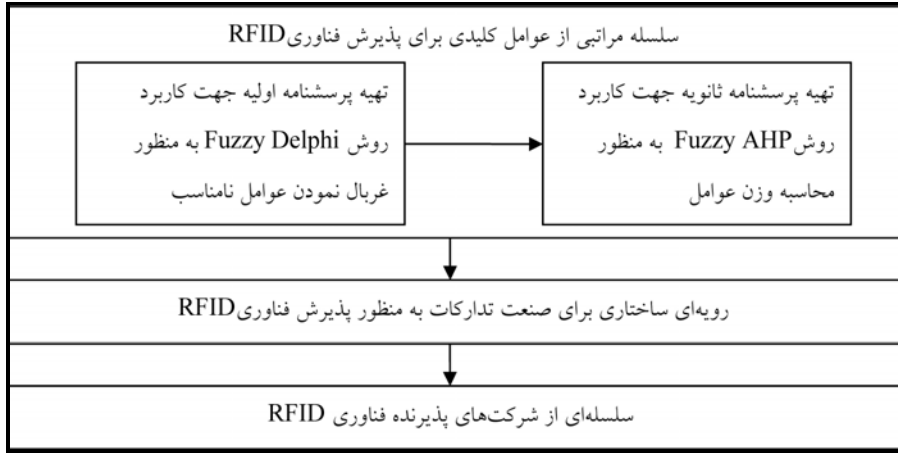 سلسله مراتبی از عوامل کلیدی برای پذیرش فناوریRFID
تهیه پرسشنامه اولیه جهت کاربرد
روش Fuzzy Delphi به منظور
غربال نمودن عوامل نامناسب
تهیه پرسشنامه ثانویه جهت کاربرد
روشFuzzy AHP به منظور
محاسبه وزن عوامل
رویه‌ای ساختاری برای صنعت تدارکات به منظور پذیرش فناوریRFID
سلسله‌ای از شرکت‌های پذیرنده فناوری RFID